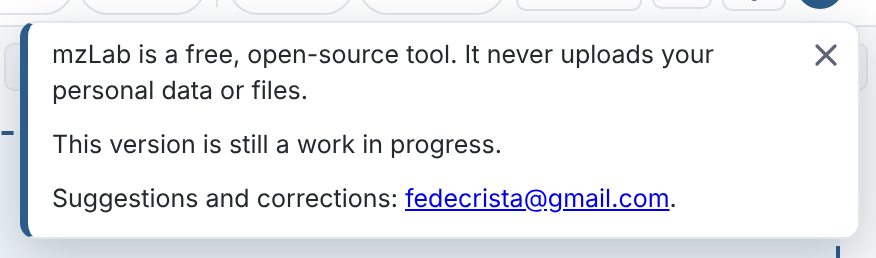 mzLab is a free, open-source tool. It never uploads your
personal data or files.
This version is still a work in progress.
Suggestions and corrections: fedecrista@gmail.com.